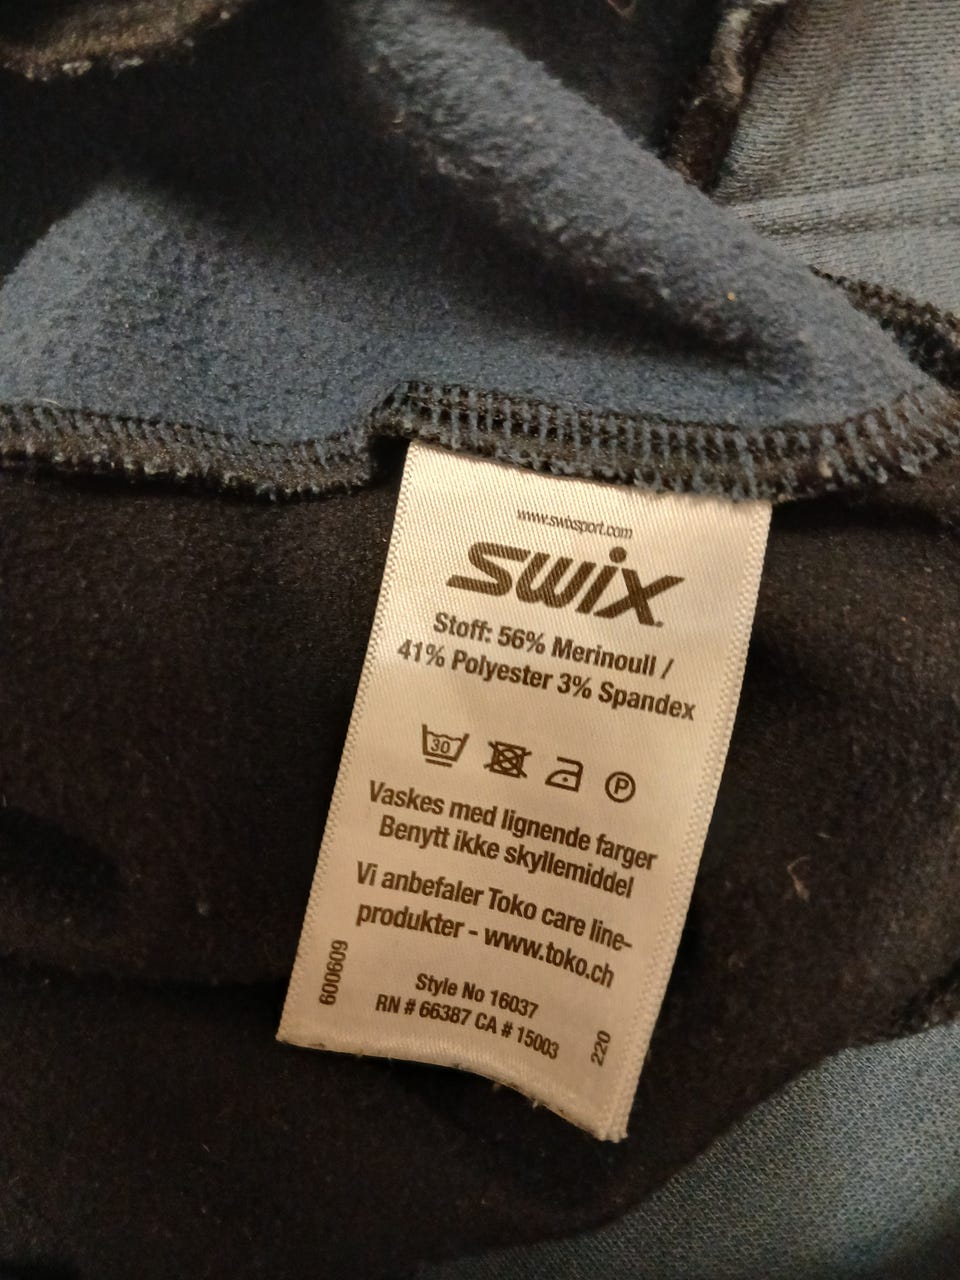 www.swixsport.com
swix
Stoff: 56% Merinoull /
41% Polyester 3% Spandex
30 P
Vaskes med lignende farger
Benytt ikke skyllemiddel
Vi anbefaler Toko care line-
produkter - www.toko.ch
600609
Style No 16037
RN # 66387 CA # 15003
220